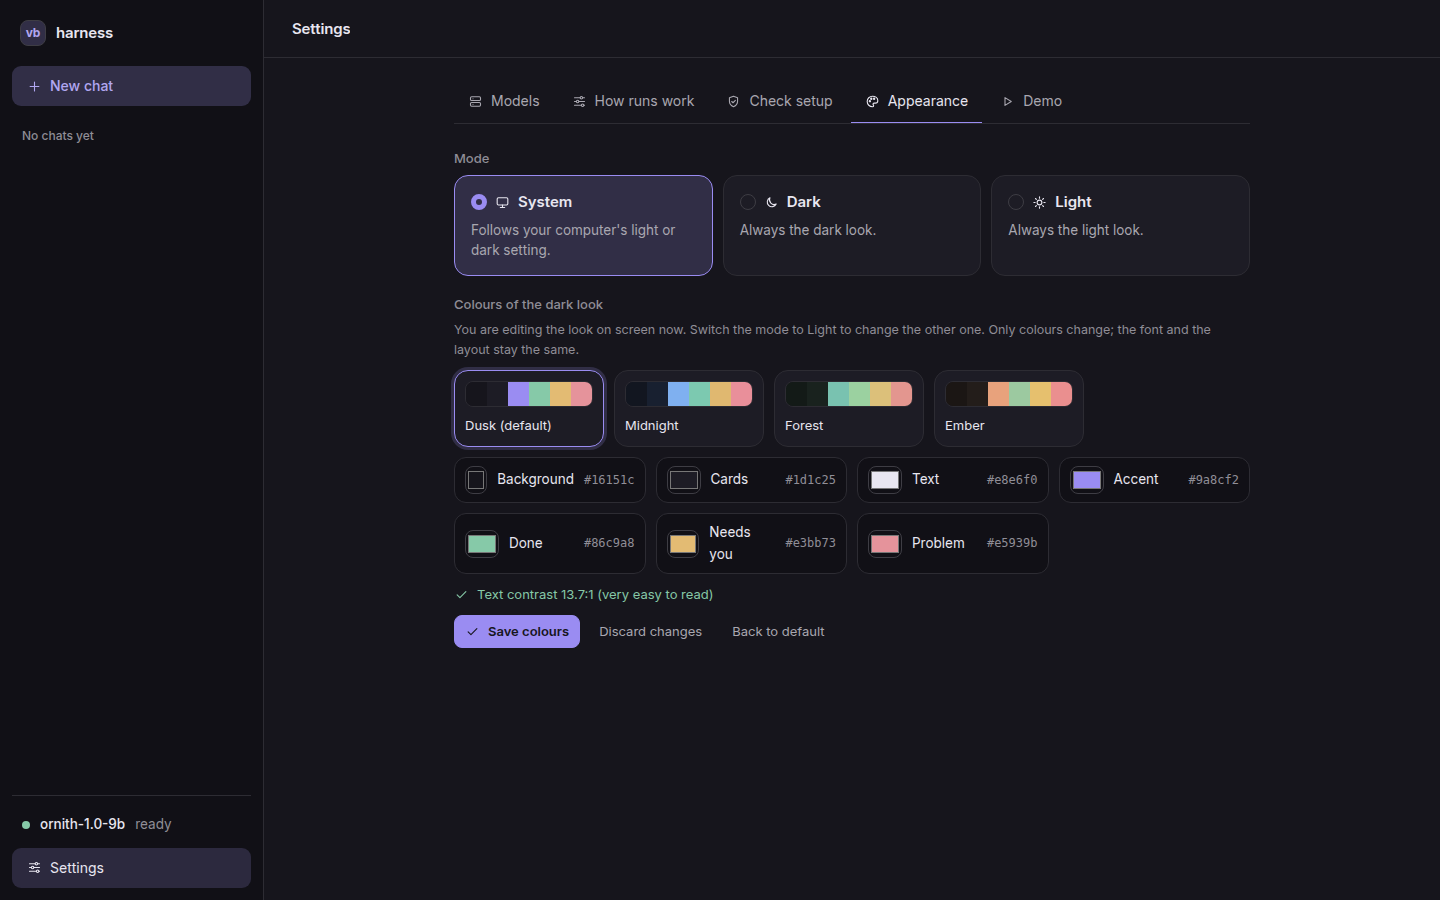 vb harness
Settings
New chat
No chats yet
Models How runs work Check setup Appearance Demo
Mode
System
Follows your computer's light or
dark setting.
Dark
Always the dark look.
Light
Always the light look.
Colours of the dark look
You are editing the look on screen now. Switch the mode to Light to change the other one. Only colours change; the font and the
layout stay the same.
Dusk (default) Midnight Forest Ember
Background #16151c Cards #1d1c25 Text #e8e6f0 Accent #9a8cf2
Done #86c9a8
Needs
you
#e3bb73
Problem #e5939b
Text contrast 13.7:1 (very easy to read)
Save colours Discard changes Back to default
ornith-1.0-9b ready
Settings